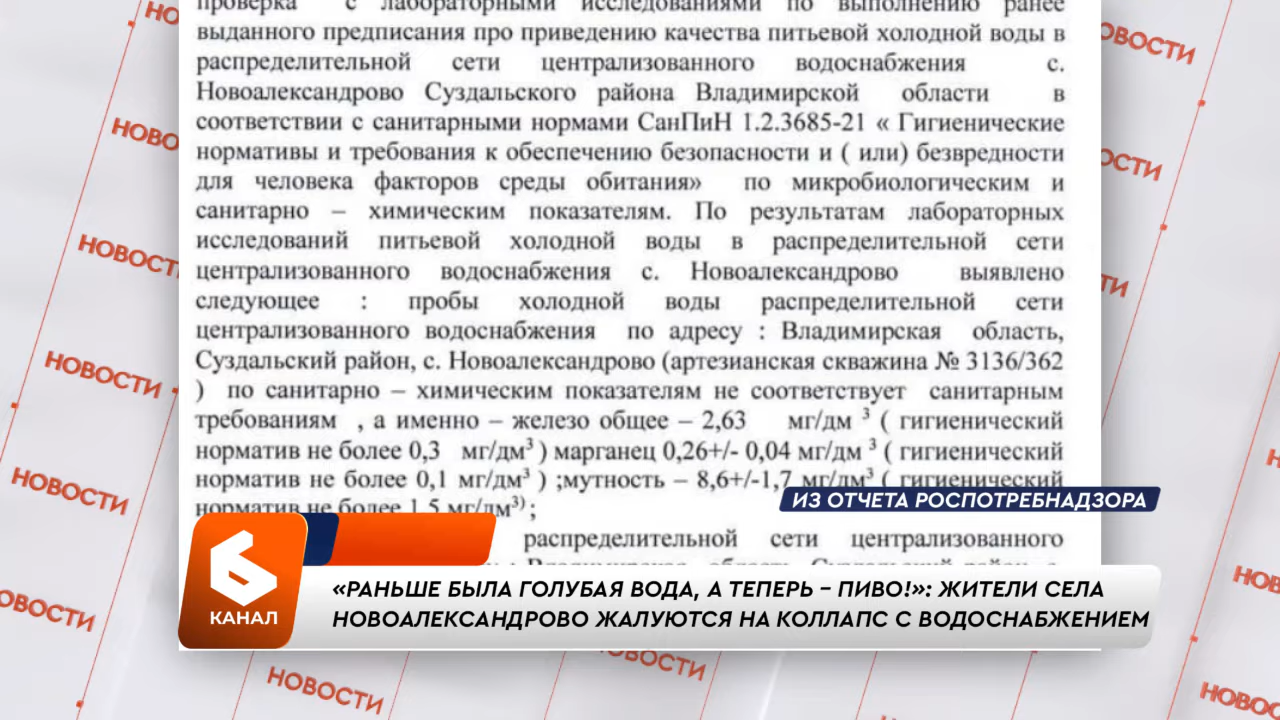 проверка с лабораторными исследованиями по выполнению ранее
выданного предписания про приведению качества питьевой холодной воды в
распределительной сети централизованного водоснабжения с.
Новоалександрово Суздальского района Владимирской области в
соответствии с санитарными нормами СанПиН 1.2.3685-21 « Гигиенические
нормативы и требования к обеспечению безопасности и ( или) безвредности
для человека факторов среды обитания» по микробиологическим и
санитарно – химическим показателям. По результатам лабораторных
исследований питьевой холодной воды в распределительной сети
централизованного водоснабжения с. Новоалександрово выявлено
следующее : пробы холодной воды распределительной сети
централизованного водоснабжения по адресу : Владимирская область,
Суздальский район, с. Новоалександрово (артезианская скважина № 3136/362
) по санитарно – химическим показателям не соответствует санитарным
требованиям , а именно – железо общее – 2,63 мг/дм 3 ( гигиенический
норматив не более 0,3 мг/дм3 ) марганец 0,26+/- 0,04 мг/дм 3 ( гигиенический
норматив не более 0,1 мг/дм3 ) ;мутность – 8,6+/-1,7 мг/дм3 ( гигиенический
норматив не более 1,5 мг/дм3) ;
распределительной сети централизованного
ИЗ ОТЧЕТА РОСПОТРЕБНАДЗОРА
6
КАНАЛ
«РАНЬШЕ БЫЛА ГОЛУБАЯ ВОДА, А ТЕПЕРЬ – ПИВО!»: ЖИТЕЛИ СЕЛА
НОВОАЛЕКСАНДРОВО ЖАЛУЮТСЯ НА КОЛЛАПС С ВОДОСНАБЖЕНИЕМ
НОВОСТИ
НОВОСТИ
НОВОСТИ
НОВОСТИ
НОВОСТИ